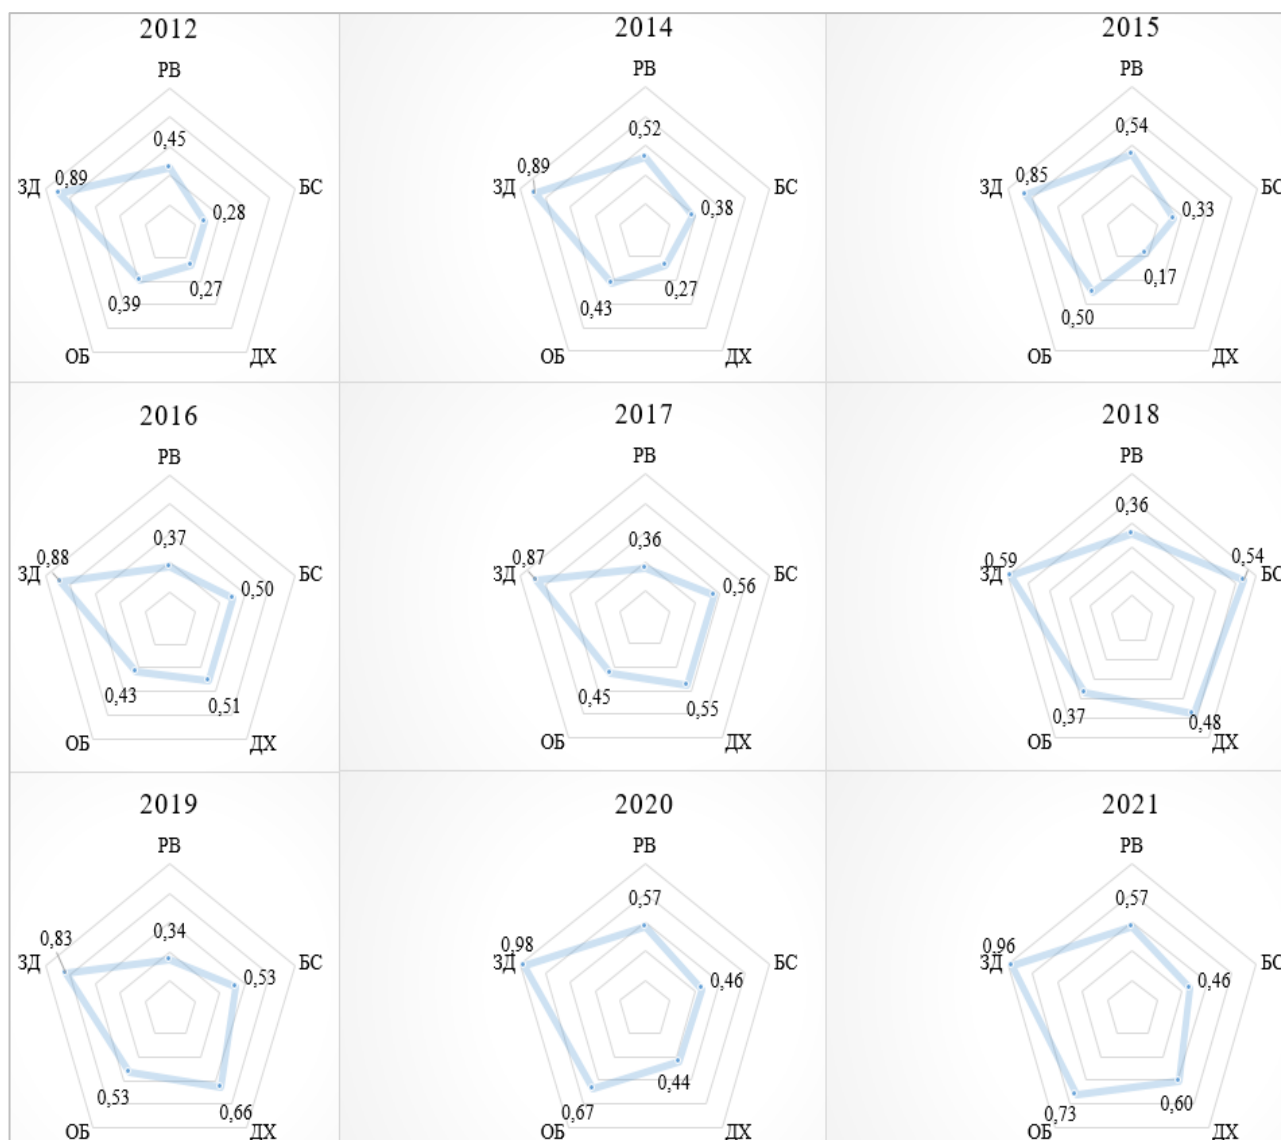 2012
РВ
0,45
ЗД
0,89
БС
0,28
0,27
0,39
ОБ
ДХ
2014
РВ
0,52
0,89
ЗД
БС
0,38
0,27
0,43
ОБ
ДХ
2015
РВ
0,54
0,85
ЗД
БС
0,33
0,17
0,50
ОБ
ДХ
2016
РВ
0,37
0,88
ЗД
БС
0,50
0,43
0,51
ОБ
ДХ
2017
РВ
0,36
0,87
ЗД
БС
0,56
0,45
0,55
ОБ
ДХ
2018
РВ
0,36
0,59
ЗД
0,54
БС
0,37
0,48
ОБ
ДХ
2019
РВ
0,34
0,83
ЗД
БС
0,53
0,53
0,66
ОБ
ДХ
2020
РВ
0,57
0,98
ЗД
БС
0,46
0,44
0,67
ОБ
ДХ
2021
РВ
0,57
0,96
ЗД
БС
0,46
0,60
0,73
ОБ
ДХ